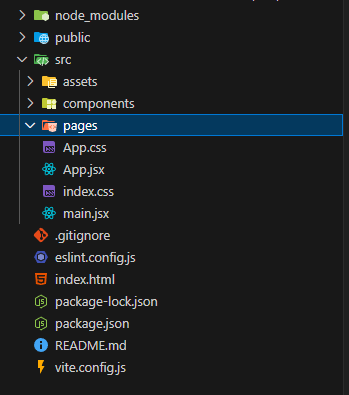 node_modules
public
src
assets
components
pages
App.css
App.jsx
index.css
main.jsx
.gitignore
eslint.config.js
index.html
package-lock.json
package.json
README.md
vite.config.js